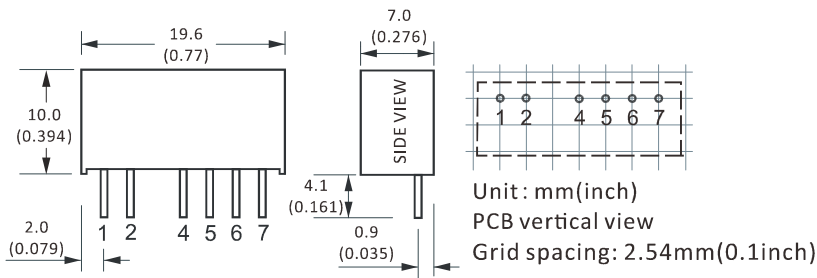 19.6
(0.77)
7.0
(0.276)
10.0
(0.394)
SIDE VIEW
1 2 4 5 6 7
4.1
(0.161)
Unit: mm(inch)
PCB vertical view
Grid spacing: 2.54mm(0.1inch)
2.0
(0.079)
1 2 4 5 6 7
0.9
(0.035)